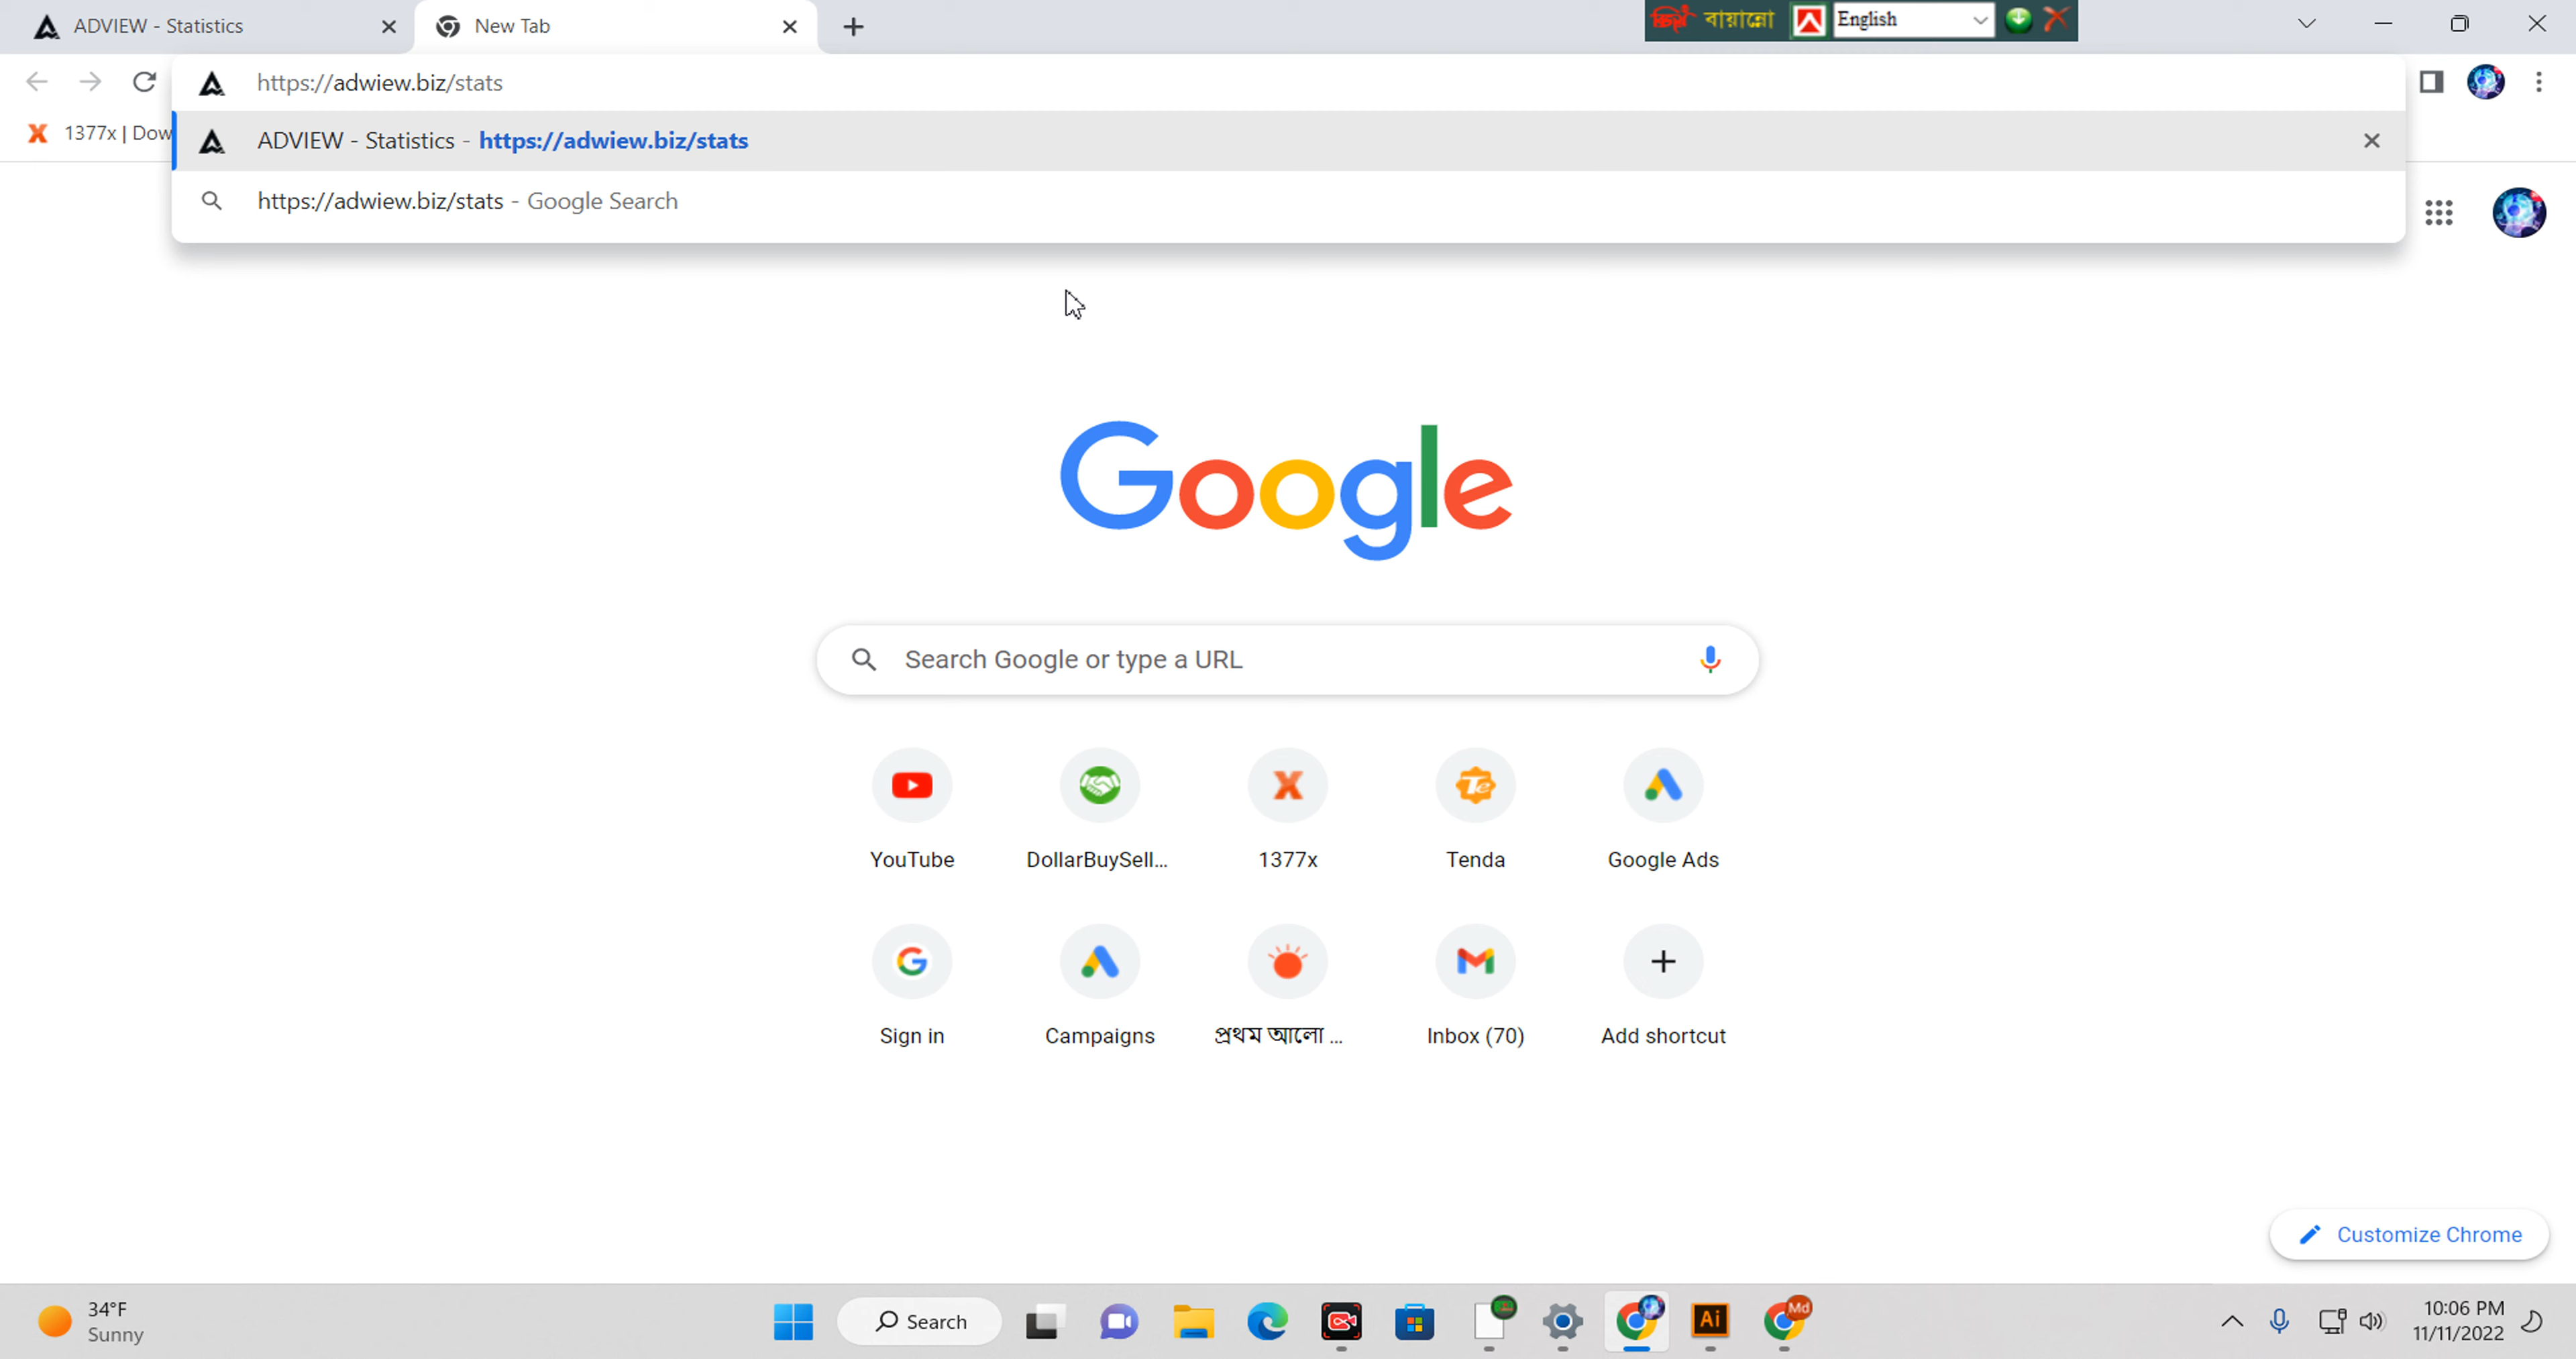 ADVIEW - Statistics
New Tab
বায়ান্নো
English
https://adwiew.biz/stats
1377x | Dow
ADVIEW - Statistics - https://adwiew.biz/stats
https://adwiew.biz/stats - Google Search
Google
Search Google or type a URL
YouTube
DollarBuySell...
1377x
Tenda
Google Ads
Sign in
Campaigns
প্রথম আলো ...
Inbox (70)
Add shortcut
Customize Chrome
34°F
Sunny
Search
Ai
Md
10:06 PM
11/11/2022